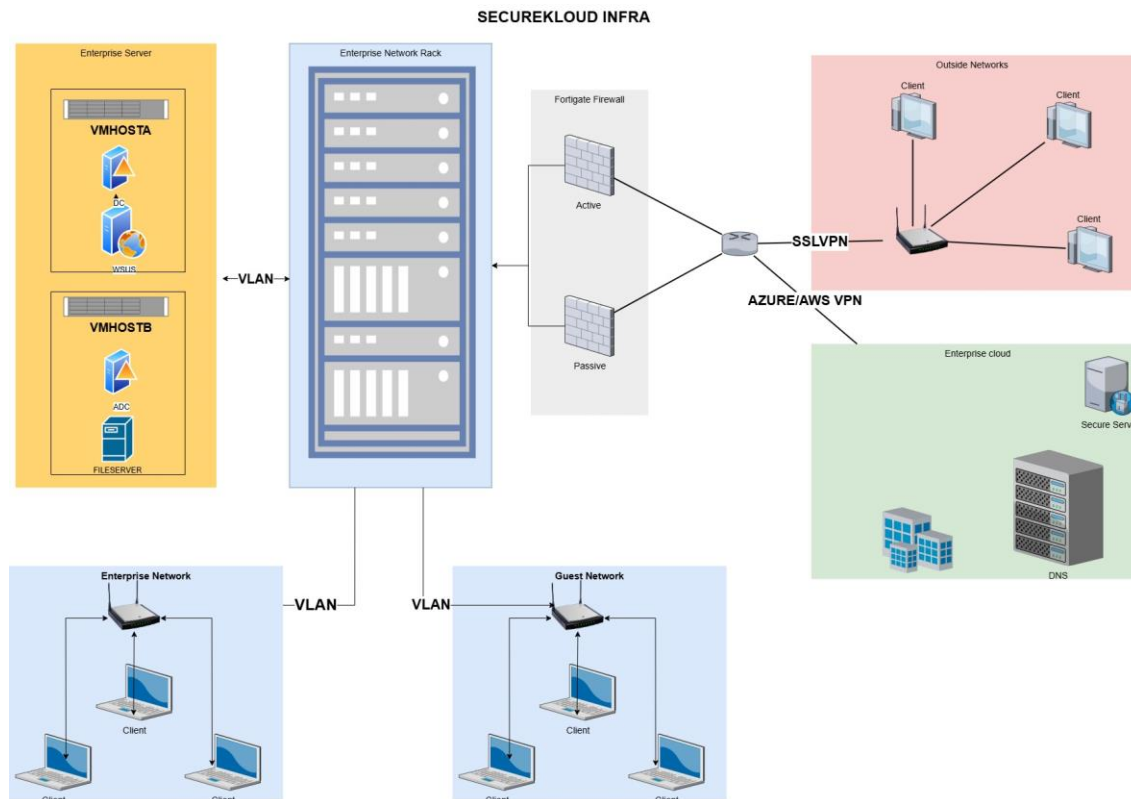 SECUREKLOUD INFRA
Enterprise Server
VMHOSTA
DC
WSUS
VMHOSTB
ADC
FILESERVER
VLAN
Enterprise Network Rack
Fortigate Firewall
Active
Passive
SSLVPN
AZURE/AWS VPN
Outside Networks
Client
Client
Client
Enterprise cloud
Secure Serv
DNS
Enterprise Network
Client
Client
Client
VLAN
VLAN
Guest Network
Client
Client
Client